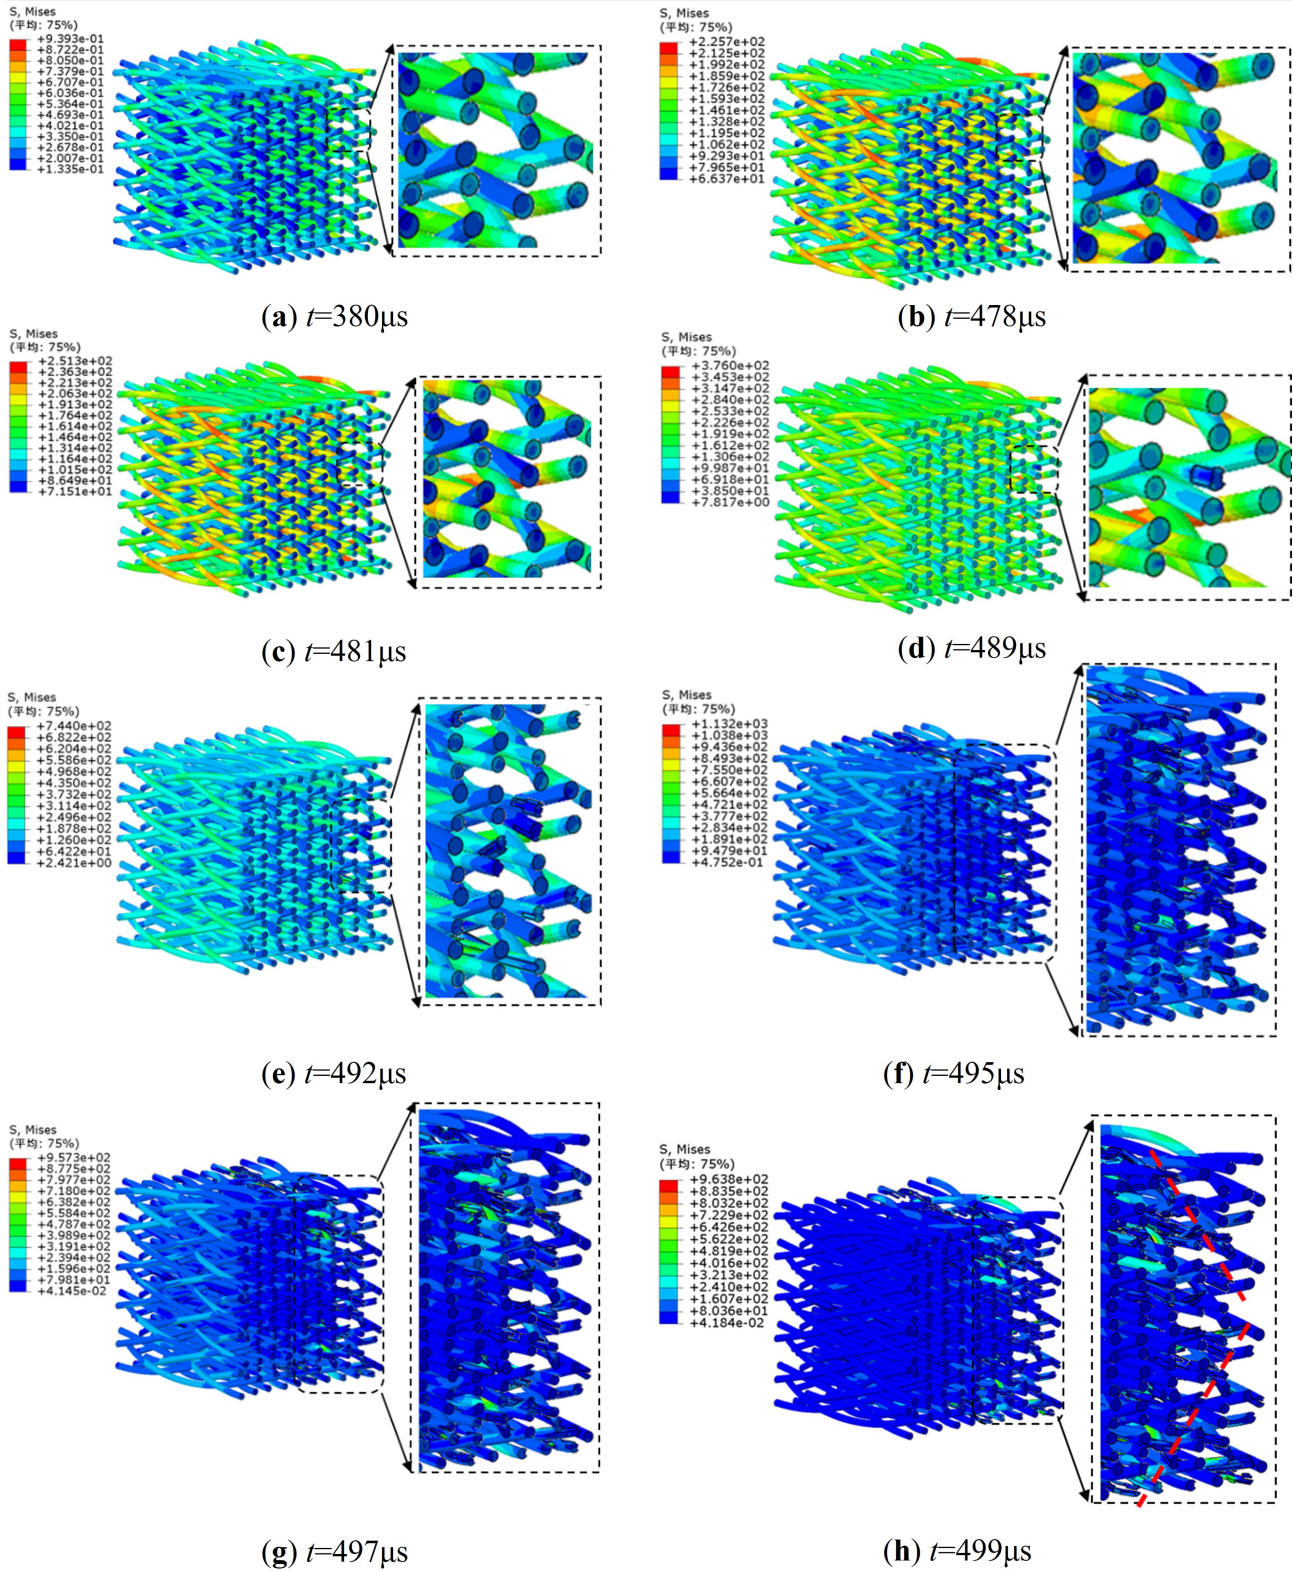 S, Mises
(平均: 75%)
+9.393e-01
+8.722e-01
+8.050e-01
+7.379e-01
+6.707e-01
+6.036e-01
+5.364e-01
+4.693e-01
+4.021e-01
+3.350e-01
+2.678e-01
+2.007e-01
+1.335e-01
(a) t=380μs
S, Mises
(平均: 75%)
+2.257e+02
+2.125e+02
+1.992e+02
+1.859e+02
+1.726e+02
+1.593e+02
+1.461e+02
+1.328e+02
+1.195e+02
+1.062e+02
+9.293e+01
+7.965e+01
+6.637e+01
(b) t=478μs
S, Mises
(平均: 75%)
+2.513e+02
+2.363e+02
+2.213e+02
+2.063e+02
+1.913e+02
+1.764e+02
+1.614e+02
+1.464e+02
+1.314e+02
+1.164e+02
+1.015e+02
+8.649e+01
+7.151e+01
(c) t=481μs
S, Mises
(平均: 75%)
+3.760e+02
+3.453e+02
+3.147e+02
+2.840e+02
+2.533e+02
+2.226e+02
+1.919e+02
+1.612e+02
+1.306e+02
+9.987e+01
+6.918e+01
+3.850e+01
+7.817e+00
(d) t=489μs
S, Mises
(平均: 75%)
+7.440e+02
+6.822e+02
+6.204e+02
+5.586e+02
+4.968e+02
+4.350e+02
+3.732e+02
+3.114e+02
+2.496e+02
+1.878e+02
+1.260e+02
+6.422e+01
+2.421e+00
(e) t=492μs
S, Mises
(平均: 75%)
+1.132e+03
+1.038e+03
+9.436e+02
+8.493e+02
+7.550e+02
+6.607e+02
+5.664e+02
+4.721e+02
+3.777e+02
+2.834e+02
+1.891e+02
+9.479e+01
+4.752e-01
(f) t=495μs
S, Mises
(平均: 75%)
+9.573e+02
+8.775e+02
+7.977e+02
+7.180e+02
+6.382e+02
+5.584e+02
+4.787e+02
+3.989e+02
+3.191e+02
+2.394e+02
+1.596e+02
+7.981e+01
+4.145e-02
(g) t=497μs
S, Mises
(平均: 75%)
+9.638e+02
+8.835e+02
+8.032e+02
+7.229e+02
+6.426e+02
+5.622e+02
+4.819e+02
+4.016e+02
+3.213e+02
+2.410e+02
+1.607e+02
+8.036e+01
+4.184e-02
(h) t=499μs